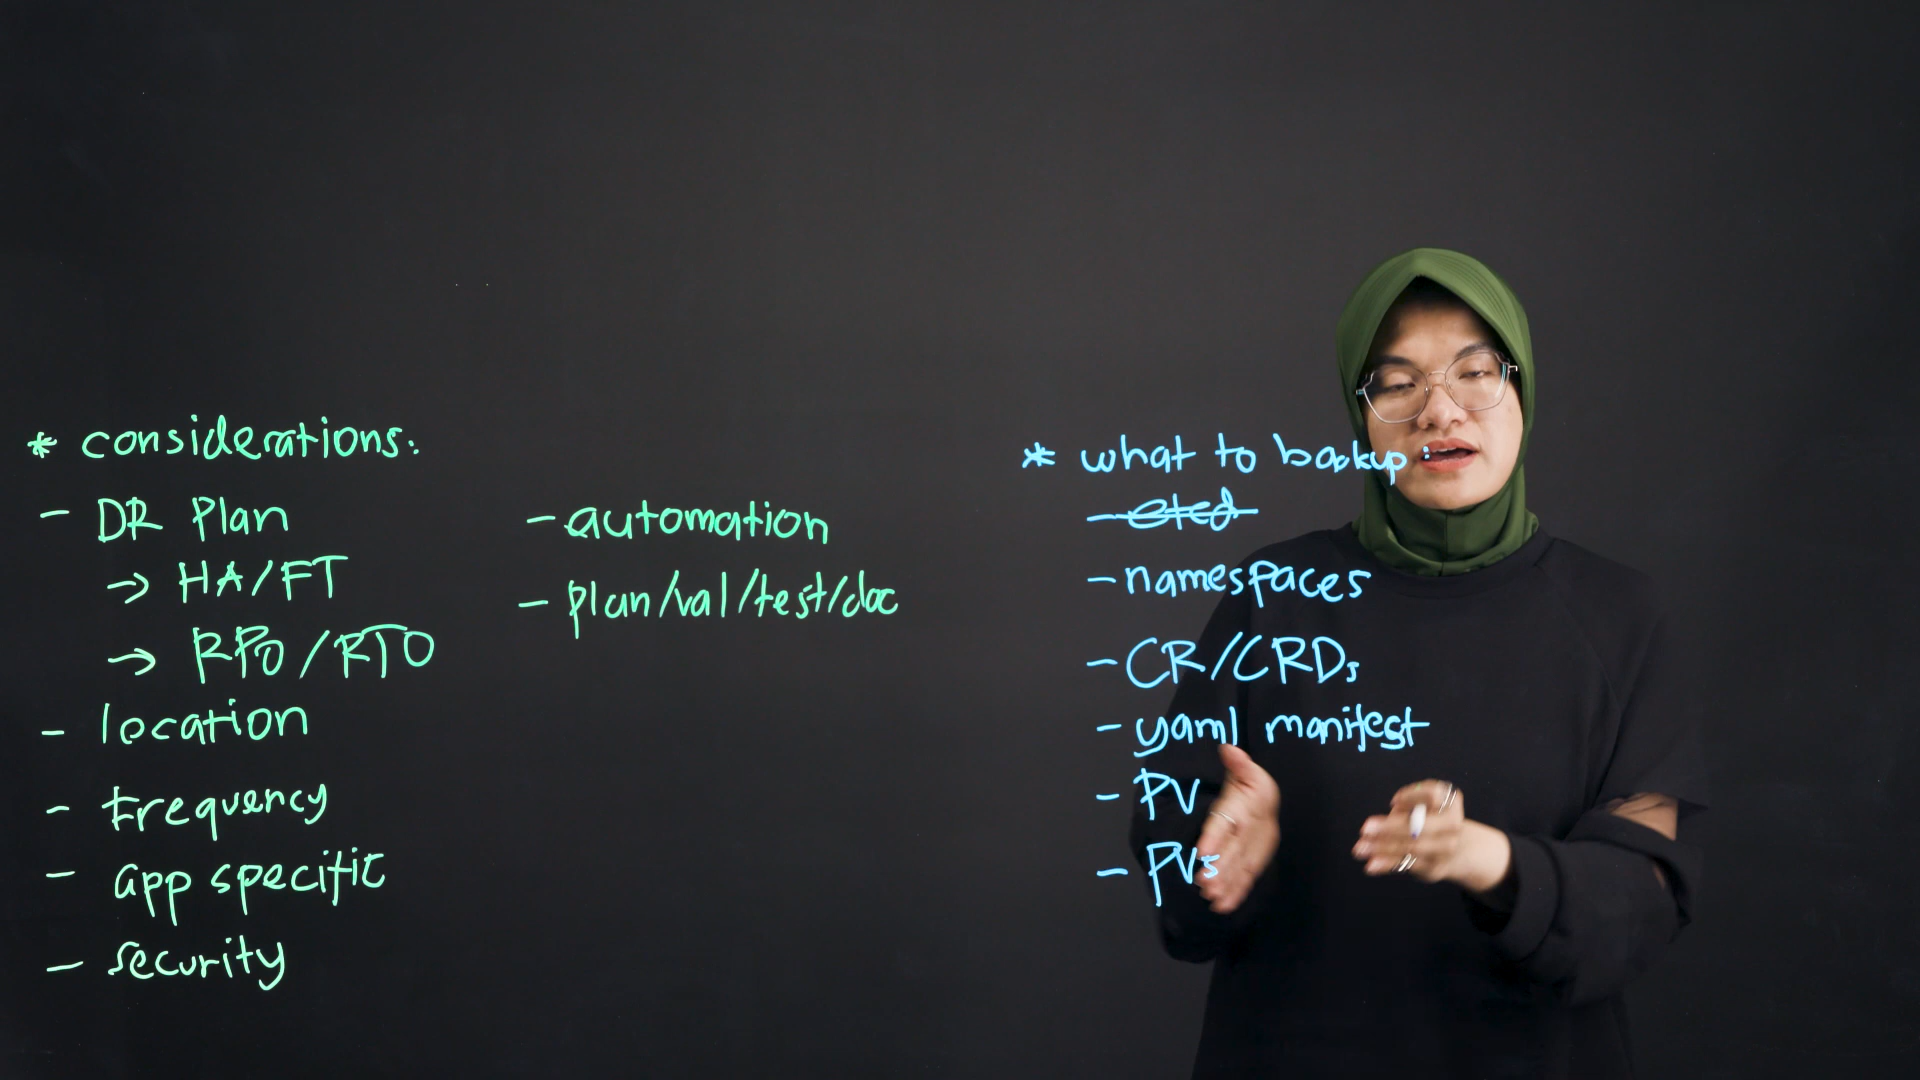 * considerations:
- DR Plan
→ HA/FT
→ RPO/RTO
- location
- frequency
- app specific
- security
- automation
- plan/val/test/doc
* what to backup:
- etcd
- namespaces
- CR/CRDs
- yaml manifest
- PV
- PVs